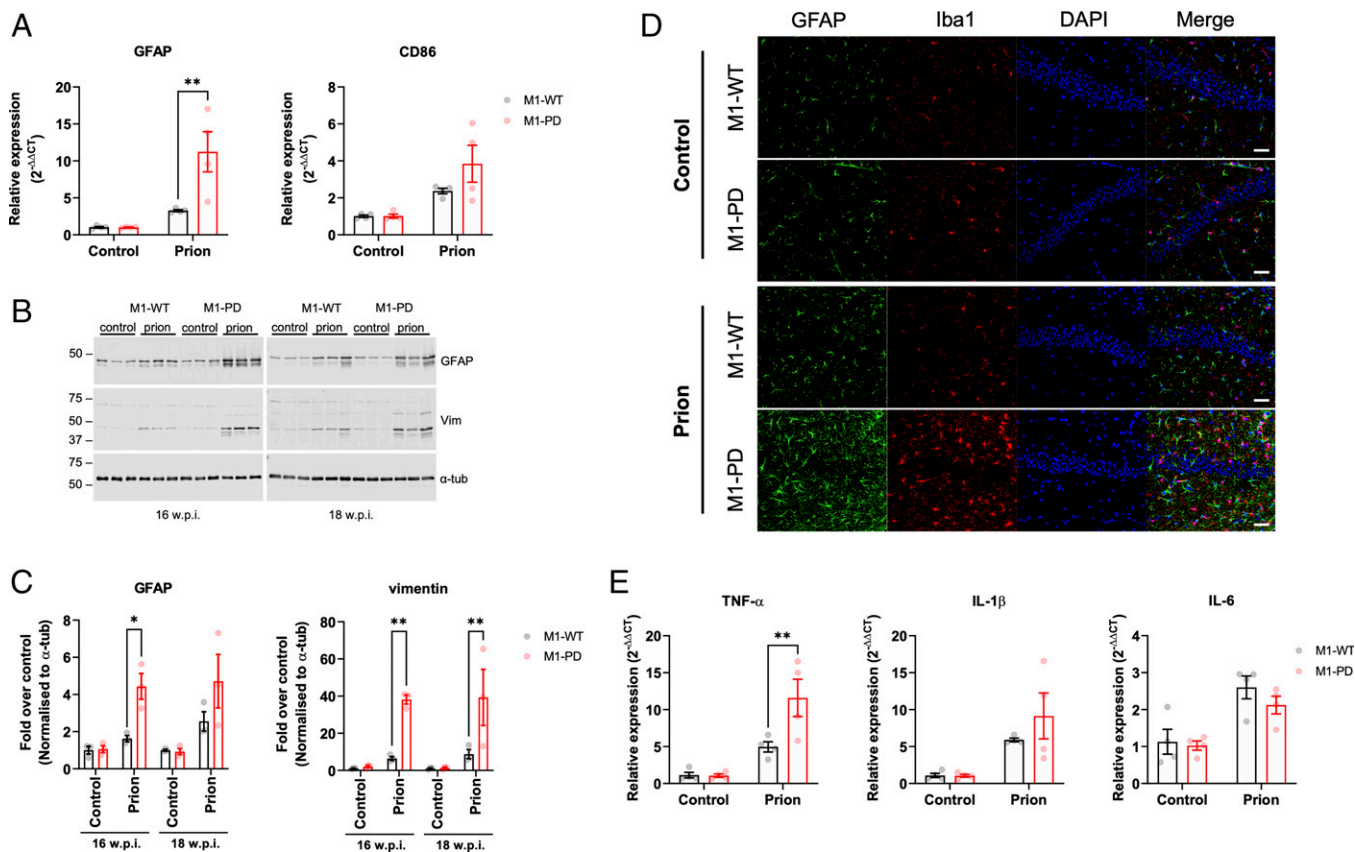 A
GFAP
Relative expression
(2-ΔΔCT)
20
15
10
5
0
**
Control
Prion
CD86
Relative expression
(2-ΔΔCT)
8
6
4
2
0
Control
Prion
M1-WT
M1-PD
B
M1-WT M1-PD M1-WT M1-PD
control prion control prion control prion control prion
50
GFAP
75
50
37
Vim
75
50
α-tub
16 w.p.i. 18 w.p.i.
C
GFAP
Fold over control
(Normalised to α-tub)
8
6
4
2
0
*
Control
Prion
Control
Prion
16 w.p.i. 18 w.p.i.
vimentin
Fold over control
(Normalised to α-tub)
80
60
40
20
0
**
**
Control
Prion
Control
Prion
16 w.p.i. 18 w.p.i.
M1-WT
M1-PD
D
GFAP Iba1 DAPI Merge
Control
M1-WT
M1-PD
Prion
M1-WT
M1-PD
E
TNF-α
Relative expression (2-ΔΔCT)
20
15
10
5
0
**
Control
Prion
IL-1β
Relative expression (2-ΔΔCT)
20
15
10
5
0
Control
Prion
IL-6
Relative expression (2-ΔΔCT)
4
3
2
1
0
Control
Prion
M1-WT
M1-PD